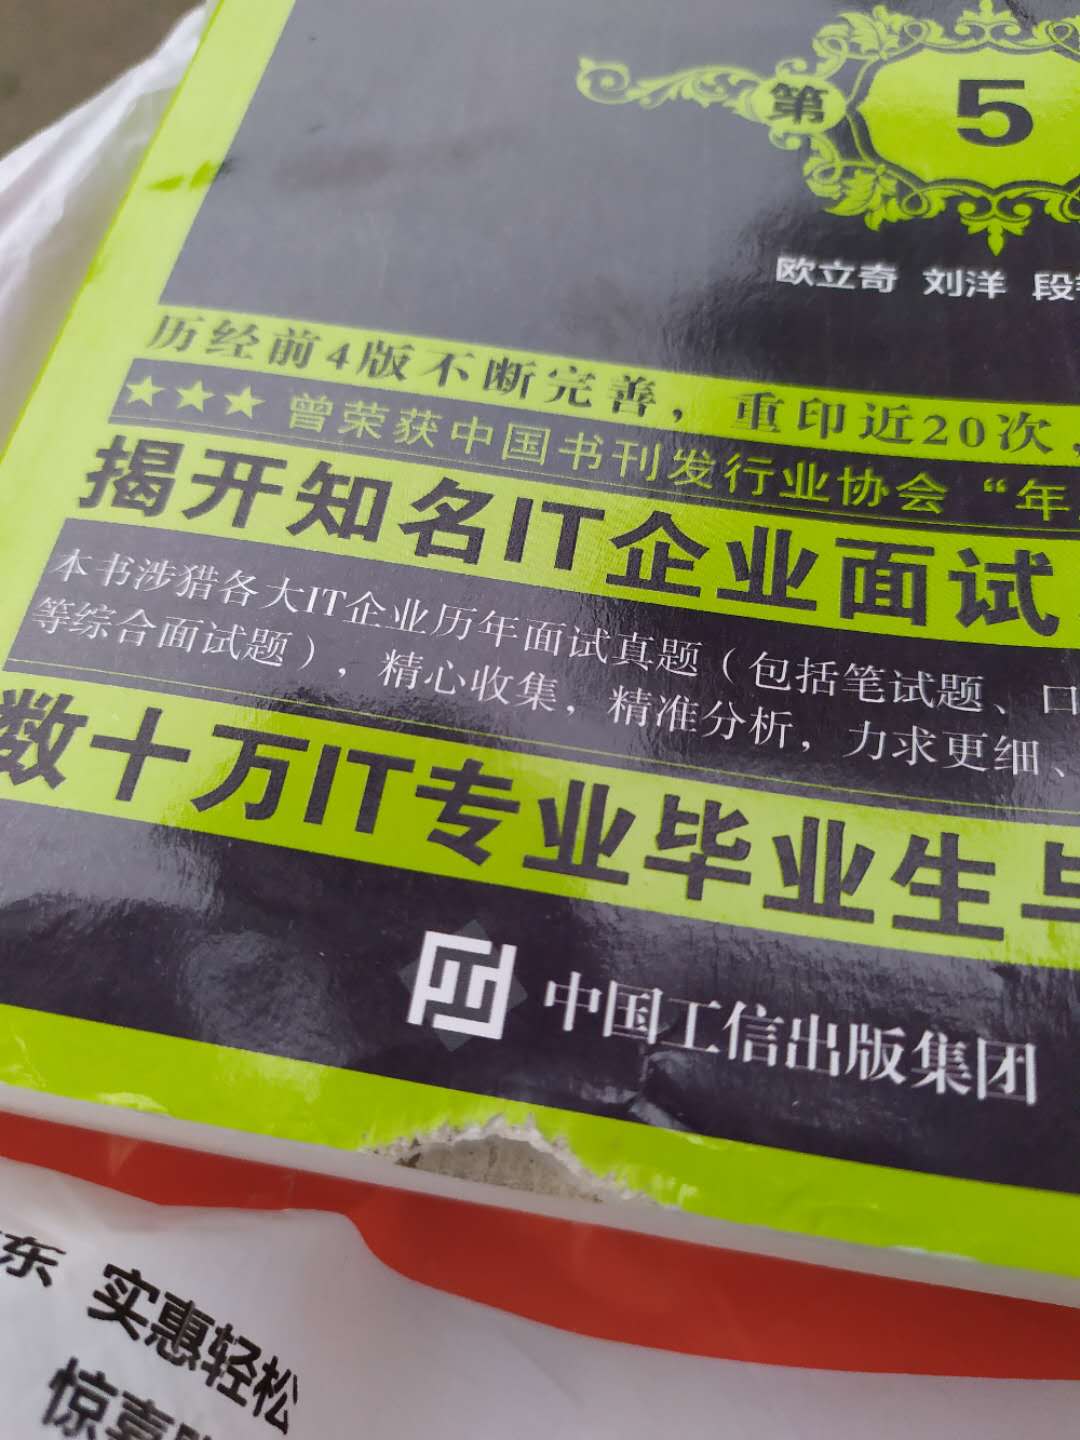 第 5
欧立奇 刘洋 段
历经前4版不断完善，重印近20次，
★★★ 曾荣获中国书刊发行业协会“年
揭开知名IT企业面试
本书涉猎各大IT企业历年面试真题（包括笔试题、口
等综合面试题），精心收集，精准分析，力求更细、
数十万IT专业毕业生与
中国工信出版集团
东 实惠轻松
惊喜